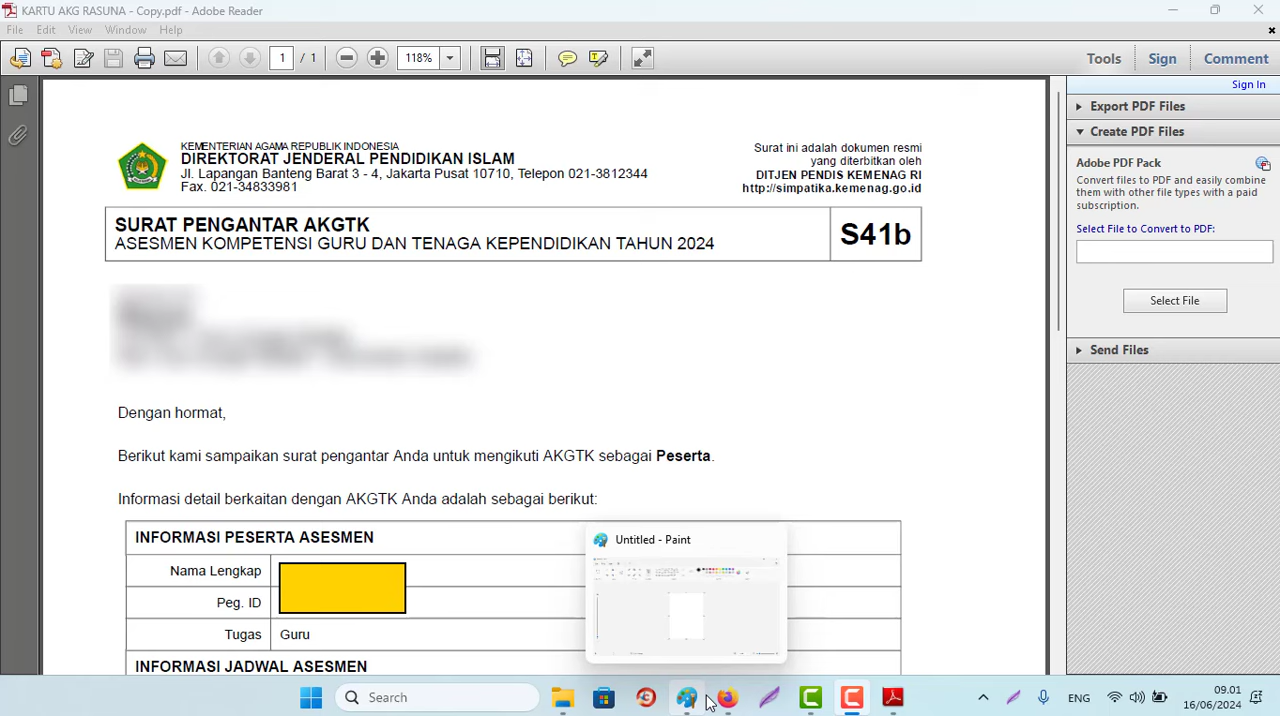 KARTU AKG RASUNA - Copy.pdf - Adobe Reader
File Edit View Window Help
1 / 1 118% Tools Sign Comment
Sign In
Export PDF Files
Create PDF Files
Adobe PDF Pack
Convert files to PDF and easily combine
them with other file types with a paid
subscription.
Select File to Convert to PDF:
Select File
Send Files
KEMENTERIAN AGAMA REPUBLIK INDONESIA
DIREKTORAT JENDERAL PENDIDIKAN ISLAM
Jl. Lapangan Banteng Barat 3 - 4, Jakarta Pusat 10710, Telepon 021-3812344
Fax. 021-34833981
Surat ini adalah dokumen resmi
yang diterbitkan oleh
DITJEN PENDIS KEMENAG RI
http://simpatika.kemenag.go.id
SURAT PENGANTAR AKGTK
ASESMEN KOMPETENSI GURU DAN TENAGA KEPENDIDIKAN TAHUN 2024
S41b
Dengan hormat,
Berikut kami sampaikan surat pengantar Anda untuk mengikuti AKGTK sebagai Peserta.
Informasi detail berkaitan dengan AKGTK Anda adalah sebagai berikut:
INFORMASI PESERTA ASESMEN
Nama Lengkap
Peg. ID
Tugas Guru
INFORMASI JADWAL ASESMEN
Untitled - Paint
Search
ENG
09.01
16/06/2024